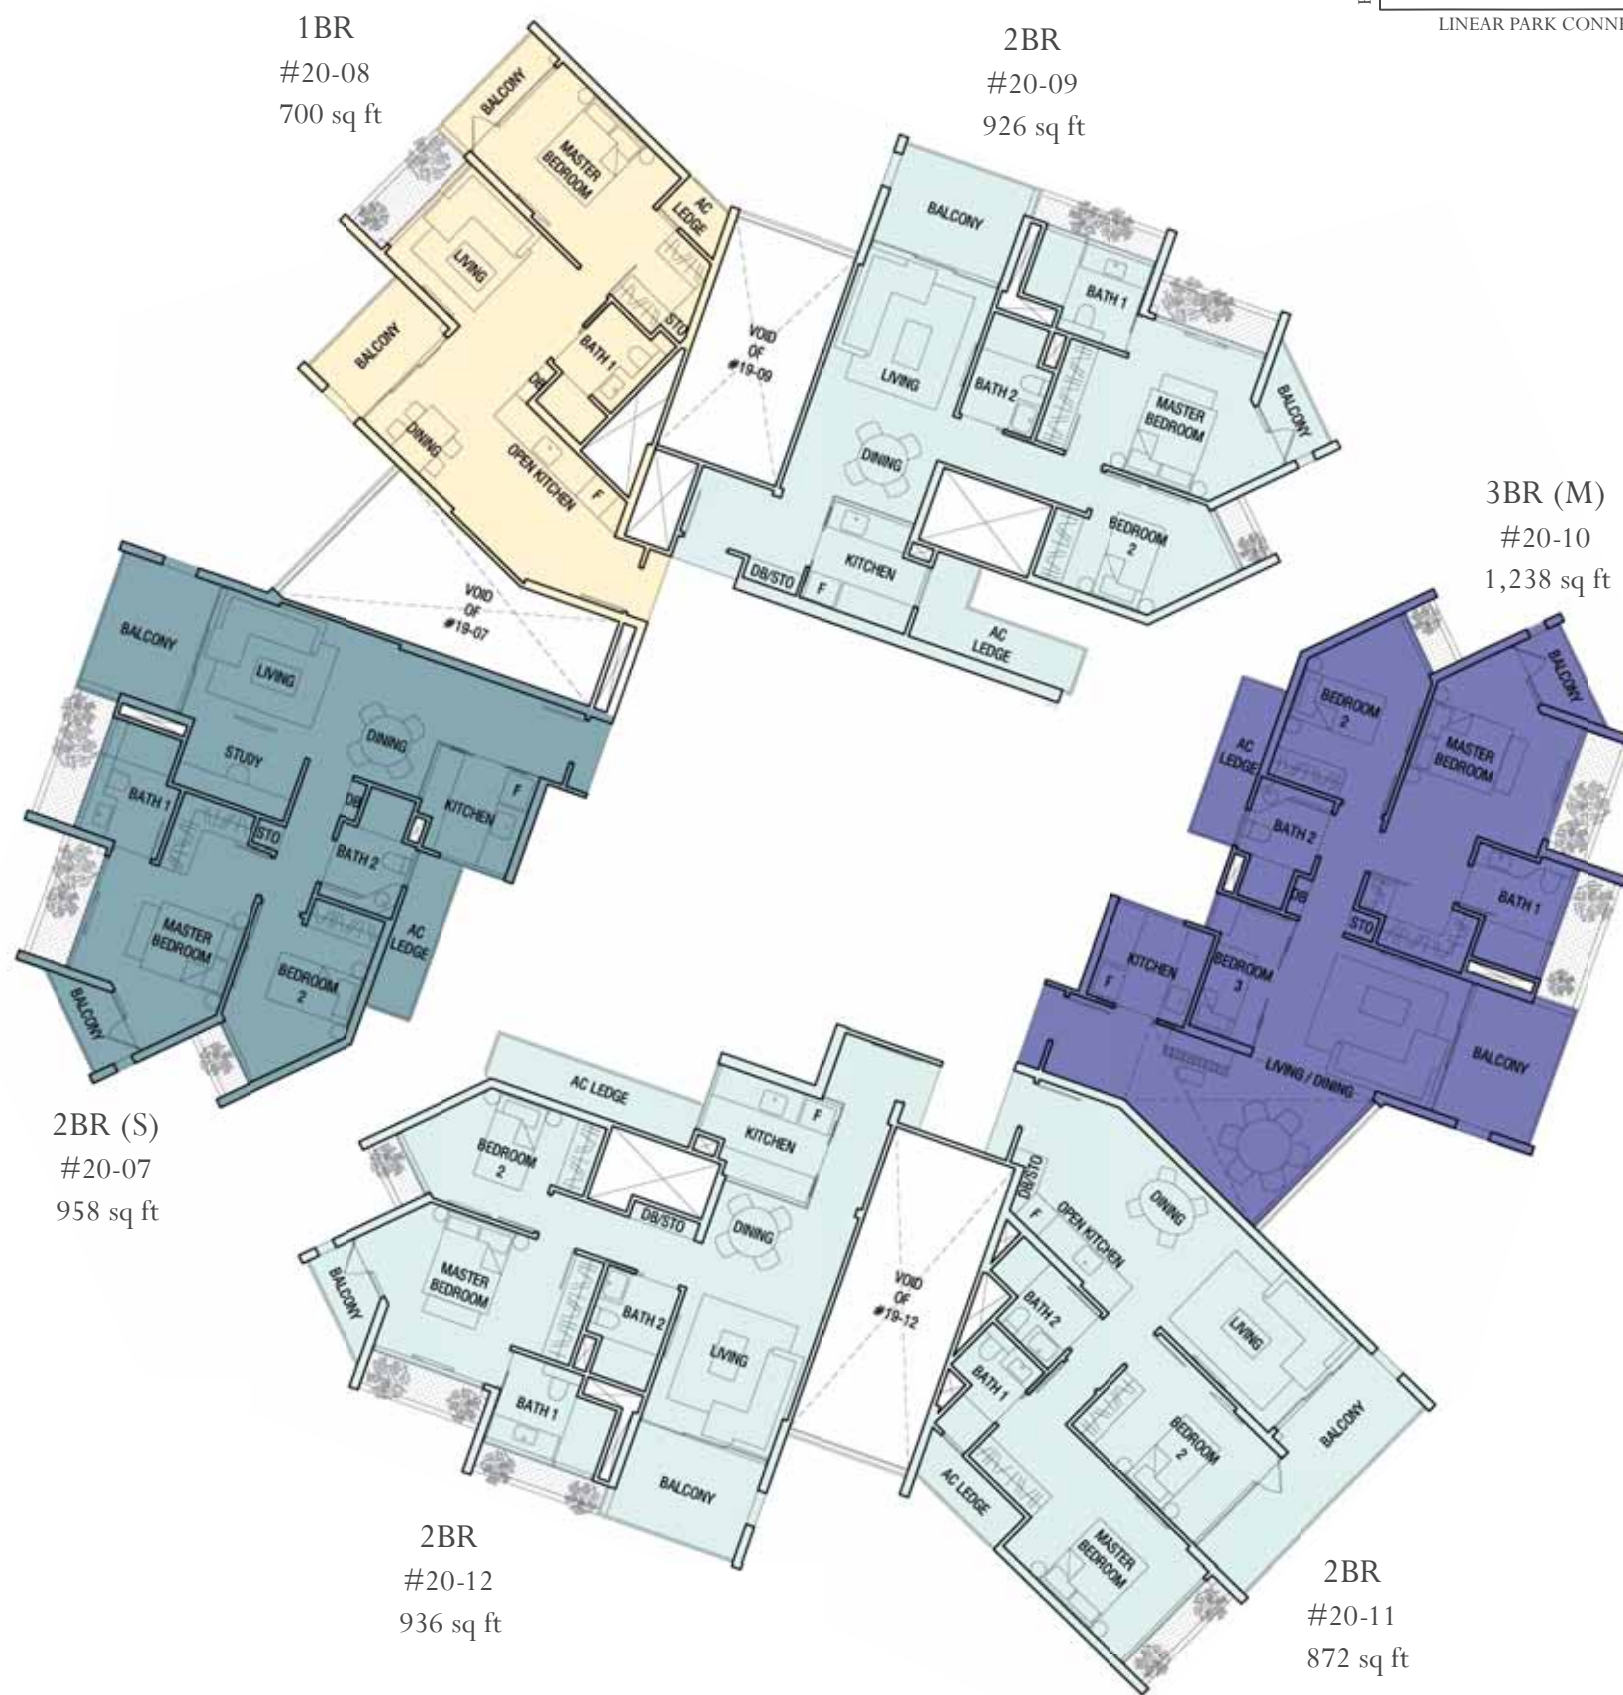 LINEAR PARK CONNE
1BR
#20-08
700 sq ft
2BR
#20-09
926 sq ft
3BR (M)
#20-10
1,238 sq ft
2BR (S)
#20-07
958 sq ft
2BR
#20-12
936 sq ft
2BR
#20-11
872 sq ft
BALCONY
MASTER
BEDROOM
AC
LEDGE
LIVING
BALCONY
STO
BATH 1
DB
DINING
OPEN KITCHEN
F
VOID
OF
#19-09
BALCONY
BATH 1
LIVING
BATH 2
MASTER
BEDROOM
BALCONY
DINING
BEDROOM
2
KITCHEN
DB/STO
F
AC
LEDGE
VOID
OF
#19-07
BALCONY
LIVING
DINING
STUDY
BATH 1
STO
DB
KITCHEN
F
BATH 2
MASTER
BEDROOM
BEDROOM
2
AC
LEDGE
BALCONY
BEDROOM
2
MASTER
BEDROOM
BALCONY
AC
LEDGE
BATH 2
DB
STO
BATH 1
KITCHEN
F
BEDROOM
3
LIVING / DINING
BALCONY
AC LEDGE
BEDROOM
2
KITCHEN
F
DB/STO
DINING
MASTER
BEDROOM
BALCONY
BATH 2
LIVING
BATH 1
BALCONY
VOID
OF
#19-12
DB/STO
F
OPEN KITCHEN
DINING
LIVING
BATH 2
BATH 1
BEDROOM
2
BALCONY
AC LEDGE
MASTER
BEDROOM